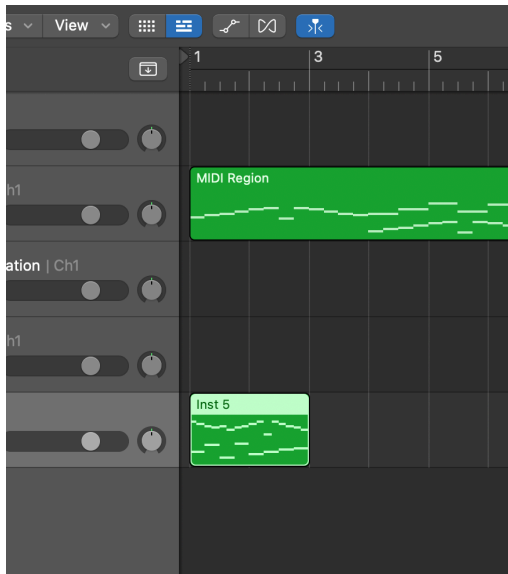 s View
1 3 5
h1
MIDI Region
ation | Ch1
h1
Inst 5